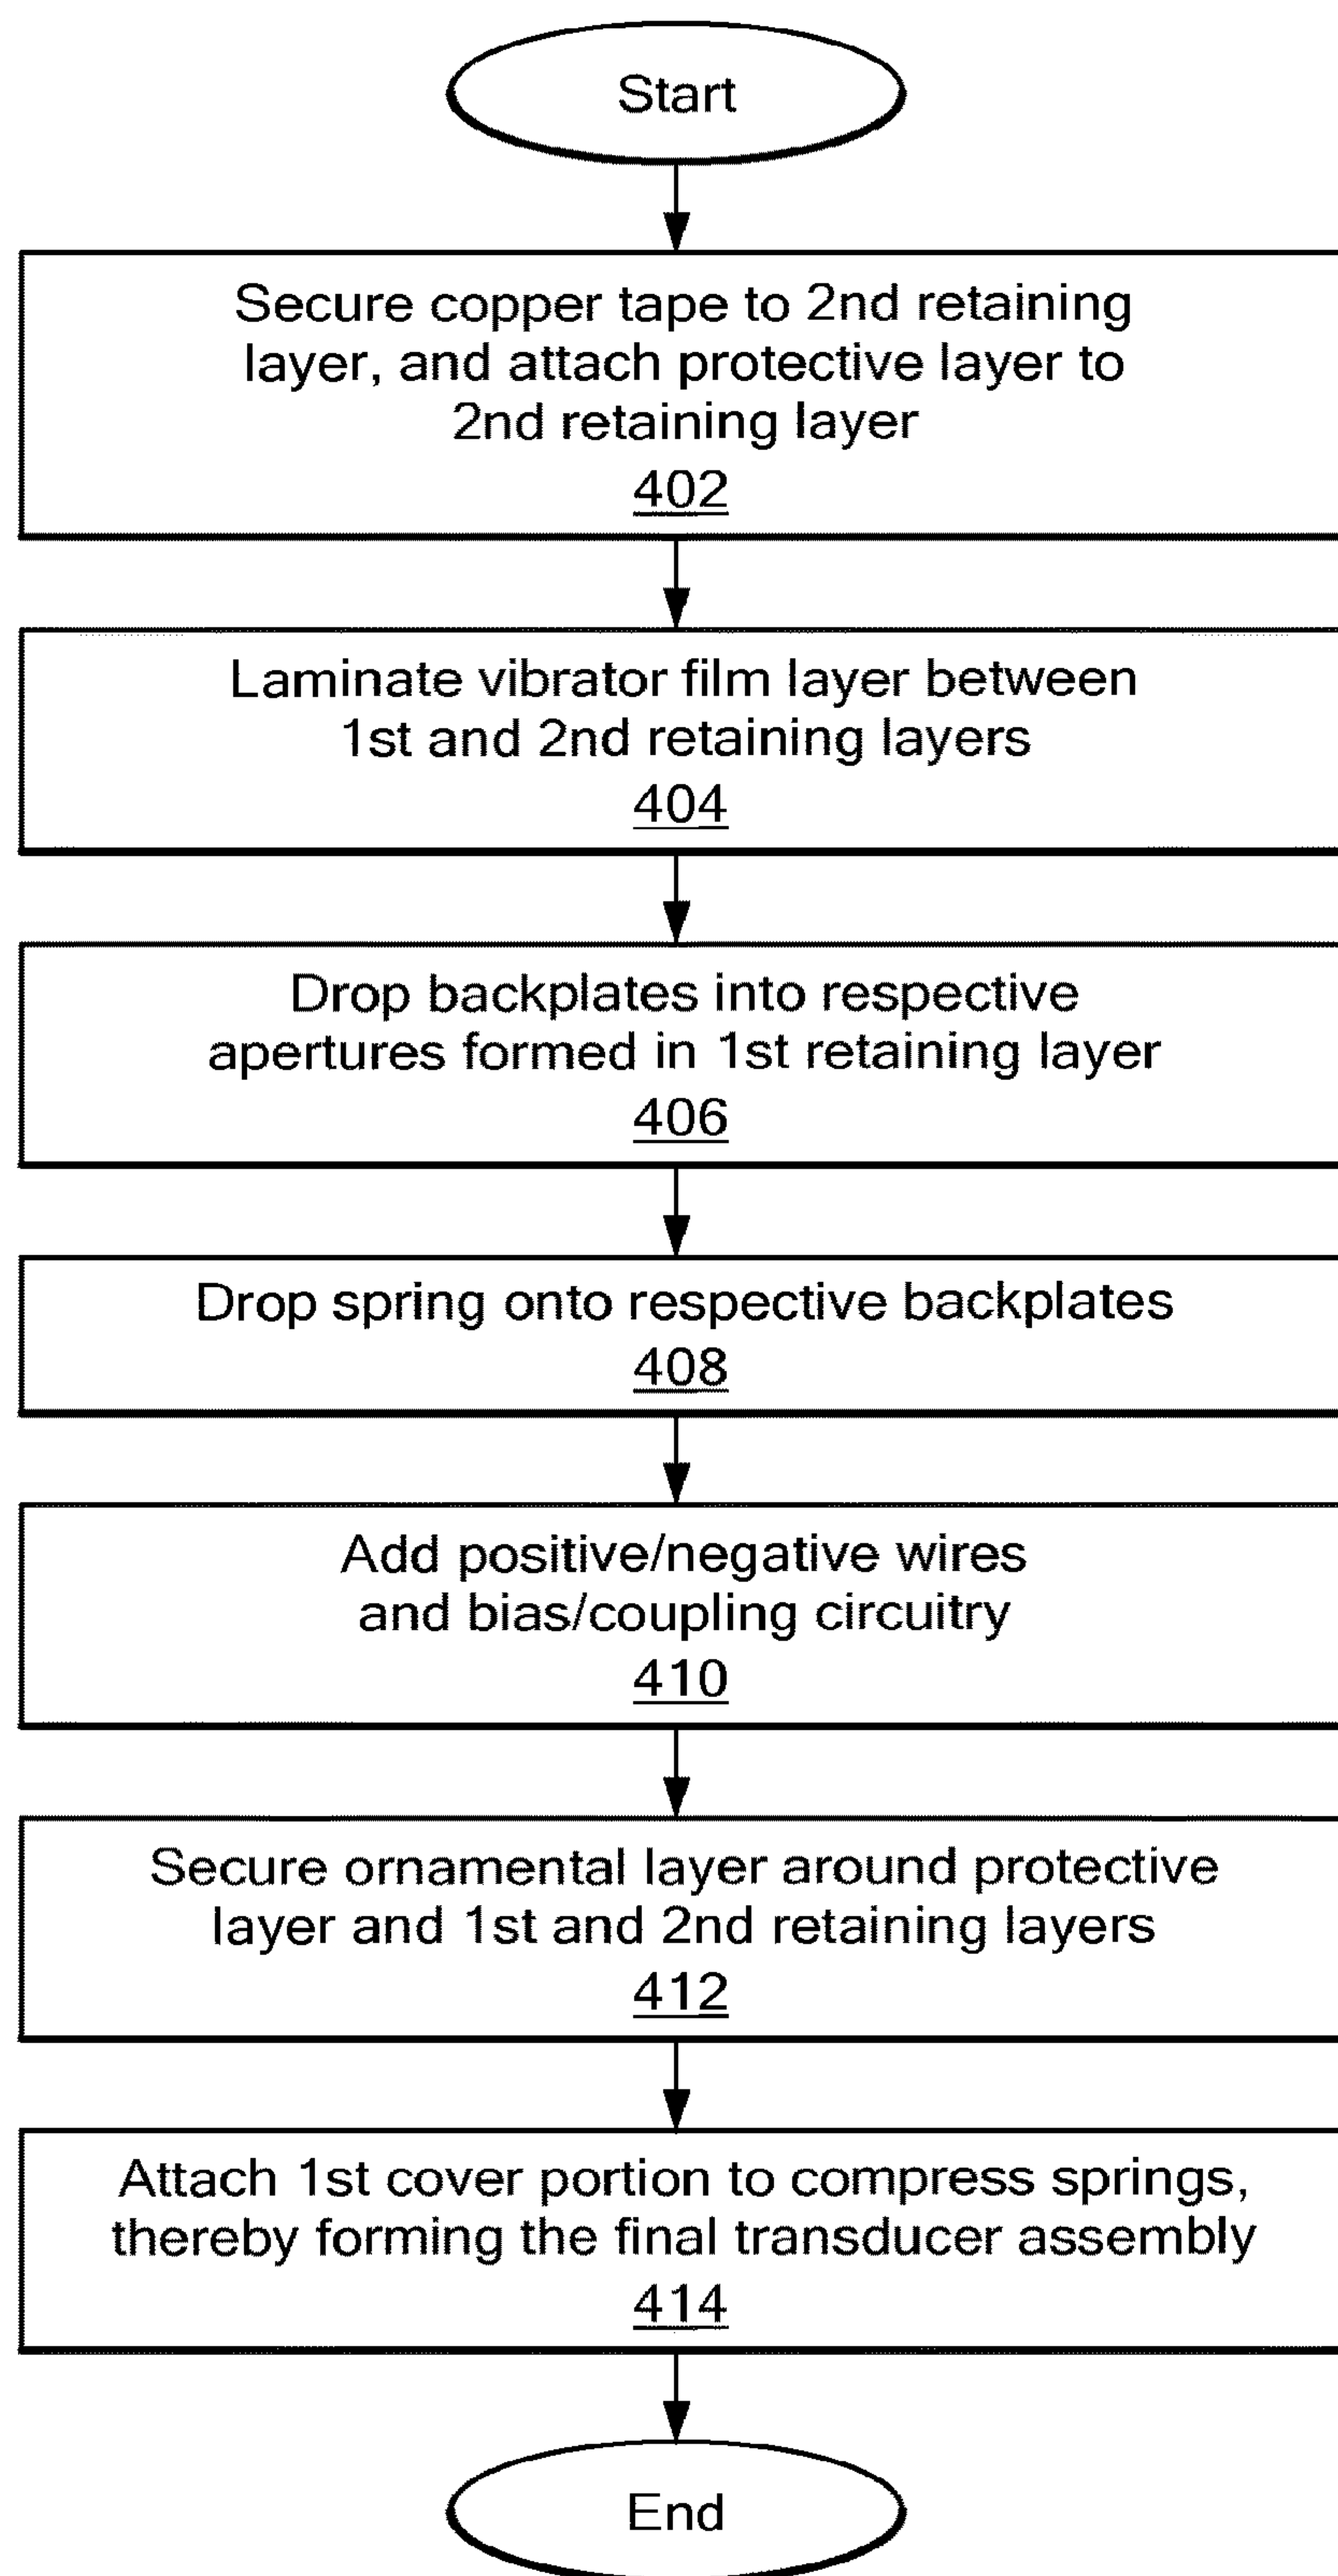 Start
Secure copper tape to 2nd retaining
layer, and attach protective layer to
2nd retaining layer
402
Laminate vibrator film layer between
1st and 2nd retaining layers
404
Drop backplates into respective
apertures formed in 1st retaining layer
406
Drop spring onto respective backplates
408
Add positive/negative wires
and bias/coupling circuitry
410
Secure ornamental layer around protective
layer and 1st and 2nd retaining layers
412
Attach 1st cover portion to compress springs,
thereby forming the final transducer assembly
414
End